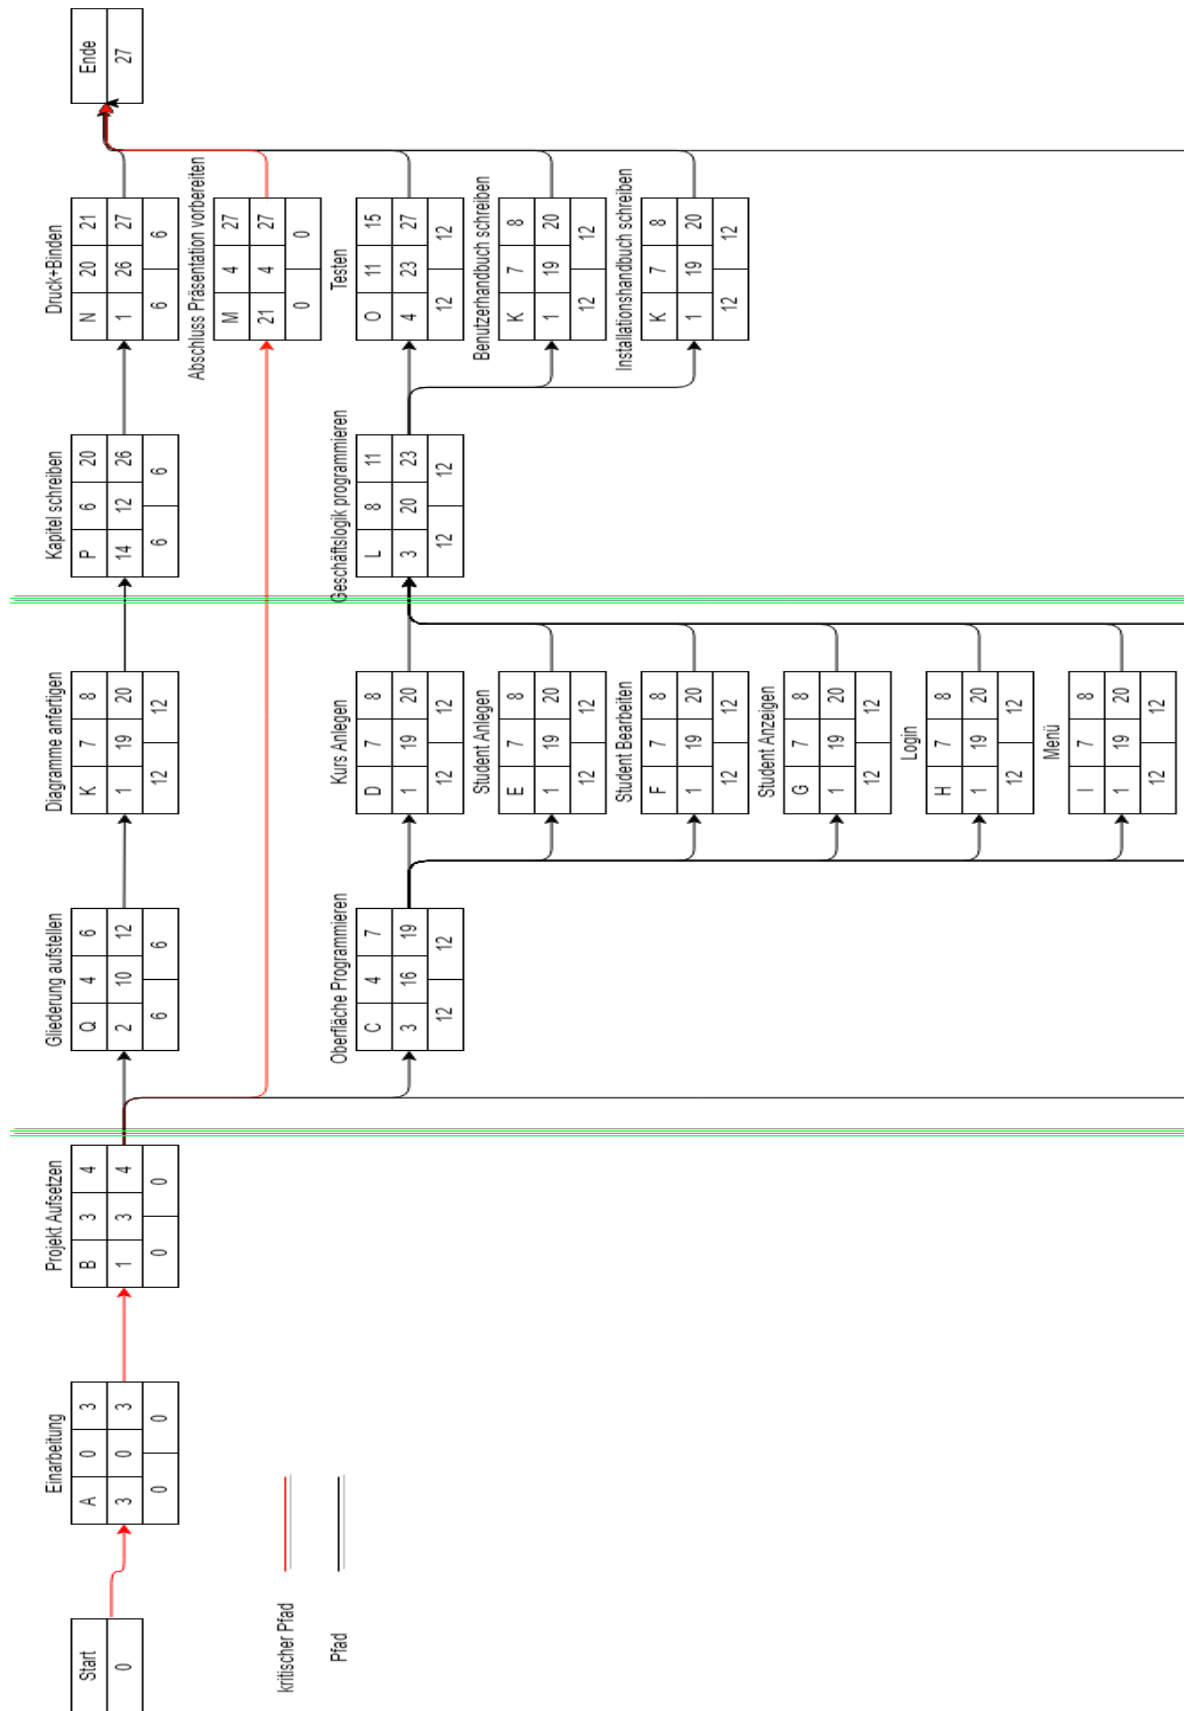 Start
0
Einarbeitung
A 0 3
3 0 3
0 0
Projekt Aufsetzen
B 3 4
1 3 4
0 0
Gliederung aufstellen
Q 4 6
2 10 12
6 6
Diagramme anfertigen
K 7 8
1 19 20
12 12
Kapitel schreiben
P 6 20
14 12 26
6 6
Druck+Binden
N 20 21
1 26 27
6 6
Ende
27
Abschluss Präsentation vorbereiten
M 4 27
21 4 27
0 0
kritischer Pfad
Pfad
Oberfläche Programmieren
C 4 7
3 16 19
12 12
Kurs Anlegen
D 7 8
1 19 20
12 12
Geschäftslogik programmieren
L 8 11
3 20 23
12 12
Testen
O 11 15
4 23 27
12 12
Student Anlegen
E 7 8
1 19 20
12 12
Benutzerhandbuch schreiben
K 7 8
1 19 20
12 12
Student Bearbeiten
F 7 8
1 19 20
12 12
Installationshandbuch schreiben
K 7 8
1 19 20
12 12
Student Anzeigen
G 7 8
1 19 20
12 12
Login
H 7 8
1 19 20
12 12
Menü
I 7 8
1 19 20
12 12